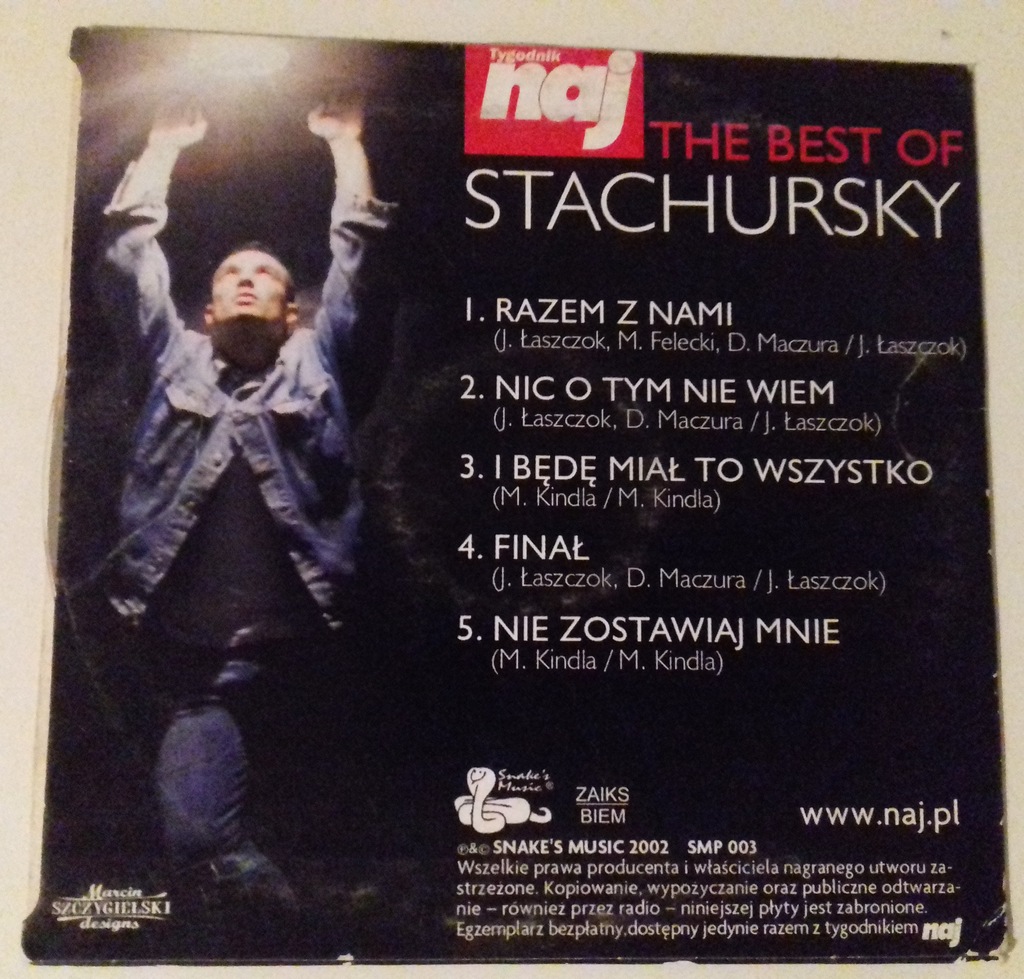 Tygodnik
naj
THE BEST OF
STACHURSKY
1. RAZEM Z NAMI
(J. Łaszczok, M. Felecki, D. Maczura / J. Łaszczok)
2. NIC O TYM NIE WIEM
(J. Łaszczok, D. Maczura / J. Łaszczok)
3. I BĘDĘ MIAŁ TO WSZYSTKO
(M. Kindla / M. Kindla)
4. FINAŁ
(J. Łaszczok, D. Maczura / J. Łaszczok)
5. NIE ZOSTAWIAJ MNIE
(M. Kindla / M. Kindla)
Snake's
Music ®
ZAIKS
BIEM
www.naj.pl
℗&© SNAKE'S MUSIC 2002 SMP 003
Wszelkie prawa producenta i właściciela nagranego utworu za-
strzeżone. Kopiowanie, wypożyczanie oraz publiczne odtwarza-
nie – również przez radio – niniejszej płyty jest zabronione.
Egzemplarz bezpłatny,dostępny jedynie razem z tygodnikiem naj
Marcin
SZCZYGIELSKI
designs